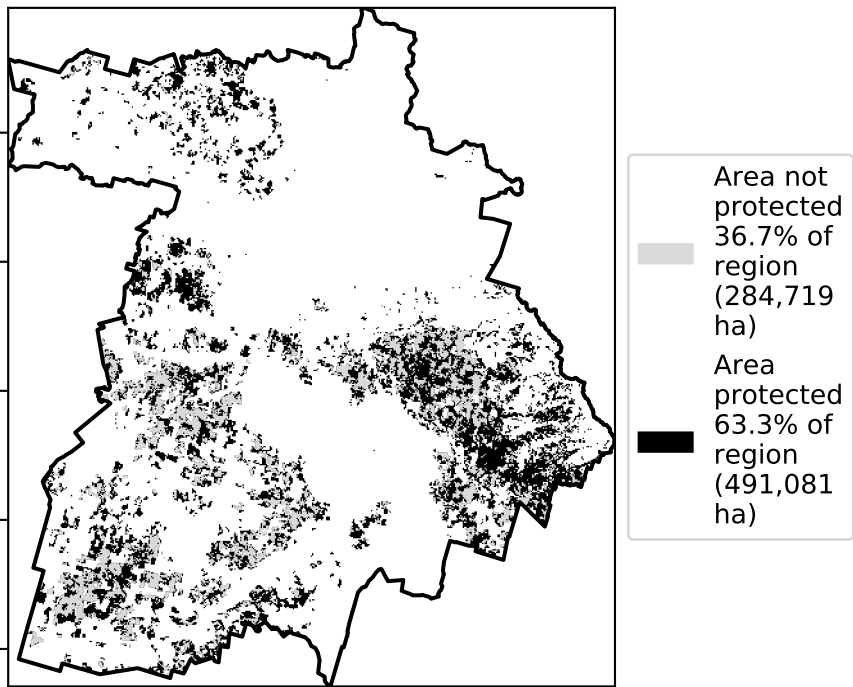 Area not
protected
36.7% of
region
(284,719
ha)
Area
protected
63.3% of
region
(491,081
ha)